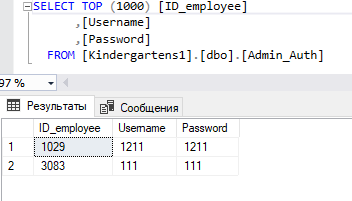 SELECT TOP (1000) [ID_employee]
,[Username]
,[Password]
FROM [Kindergartens1].[dbo].[Admin_Auth]
97 %
Результаты Сообщения
ID_employee Username Password
1 1029 1211 1211
2 3083 111 111